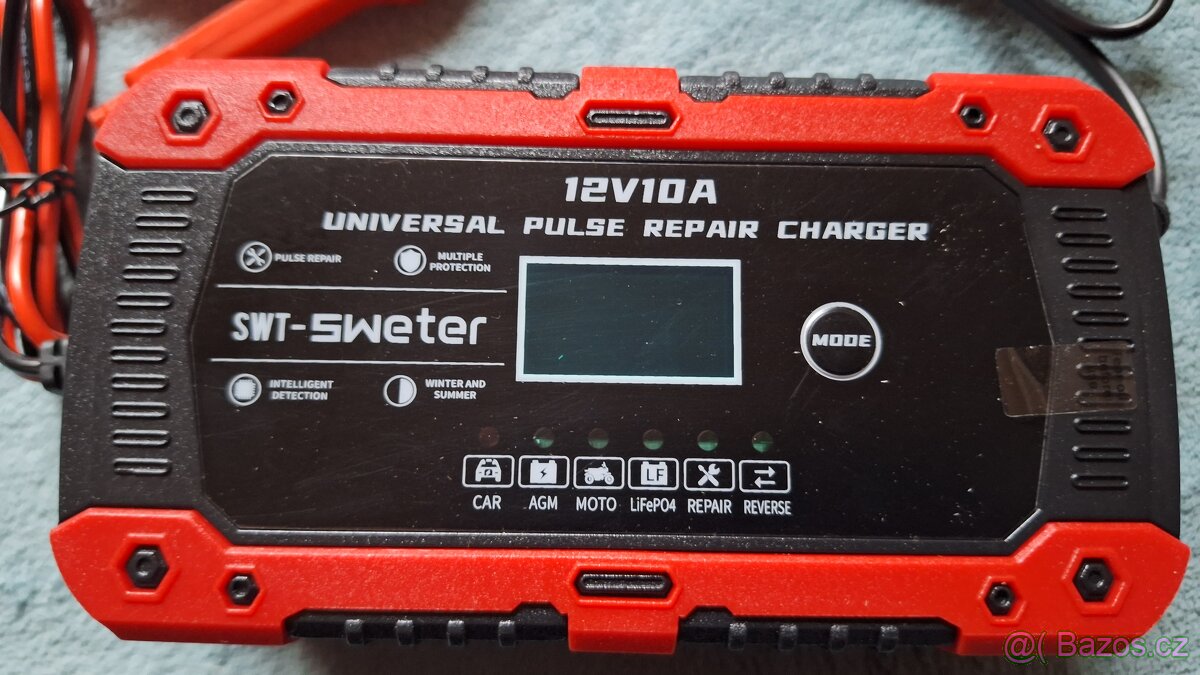 12V10A
UNIVERSAL PULSE REPAIR CHARGER
PULSE REPAIR
MULTIPLE
PROTECTION
SWT-SWeter
MODE
INTELLIGENT
DETECTION
WINTER AND
SUMMER
CAR AGM MOTO LiFePO4 REPAIR REVERSE
LF
@( Bazos.cz